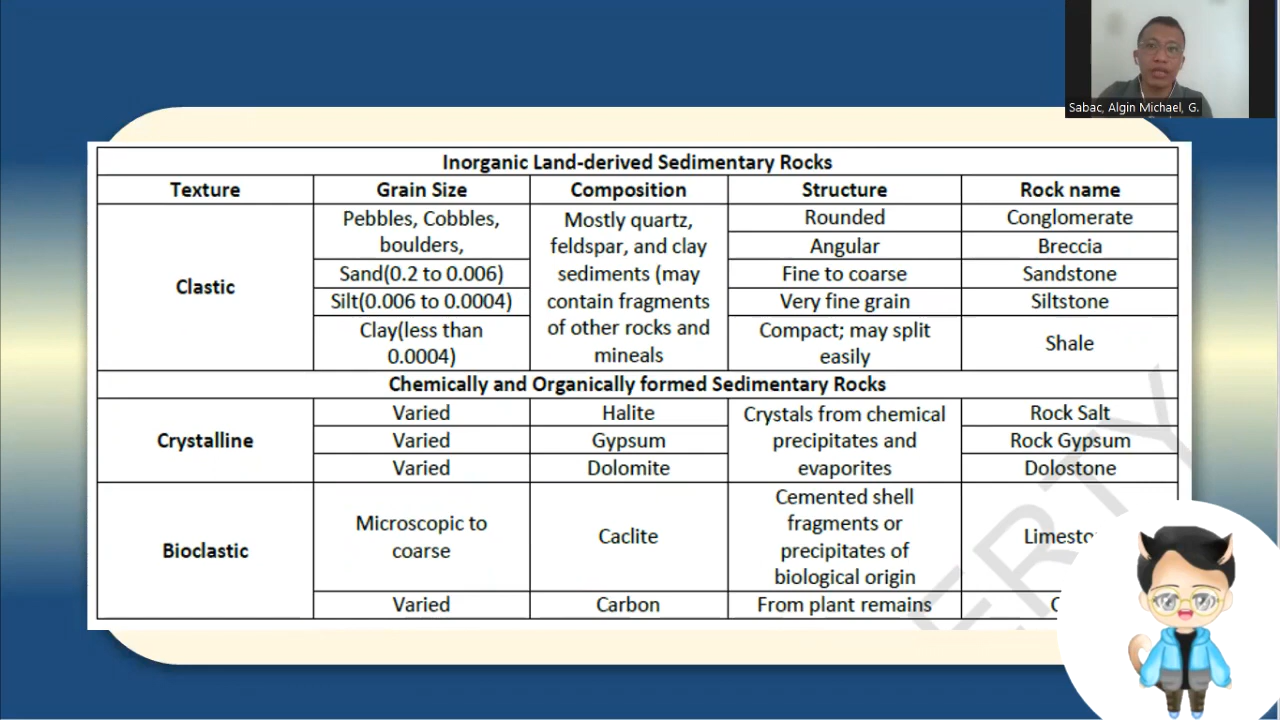 Sabac, Algin Michael, G.
Inorganic Land-derived Sedimentary Rocks
Texture Grain Size Composition Structure Rock name
Clastic
Pebbles, Cobbles,
boulders,
Sand(0.2 to 0.006)
Silt(0.006 to 0.0004)
Clay(less than
0.0004)
Mostly quartz,
feldspar, and clay
sediments (may
contain fragments
of other rocks and
mineals
Rounded
Angular
Fine to coarse
Very fine grain
Compact; may split
easily
Conglomerate
Breccia
Sandstone
Siltstone
Shale
Chemically and Organically formed Sedimentary Rocks
Crystalline
Varied
Varied
Varied
Halite
Gypsum
Dolomite
Crystals from chemical
precipitates and
evaporites
Rock Salt
Rock Gypsum
Dolostone
Bioclastic
Microscopic to
coarse
Varied
Caclite
Carbon
Cemented shell
fragments or
precipitates of
biological origin
From plant remains